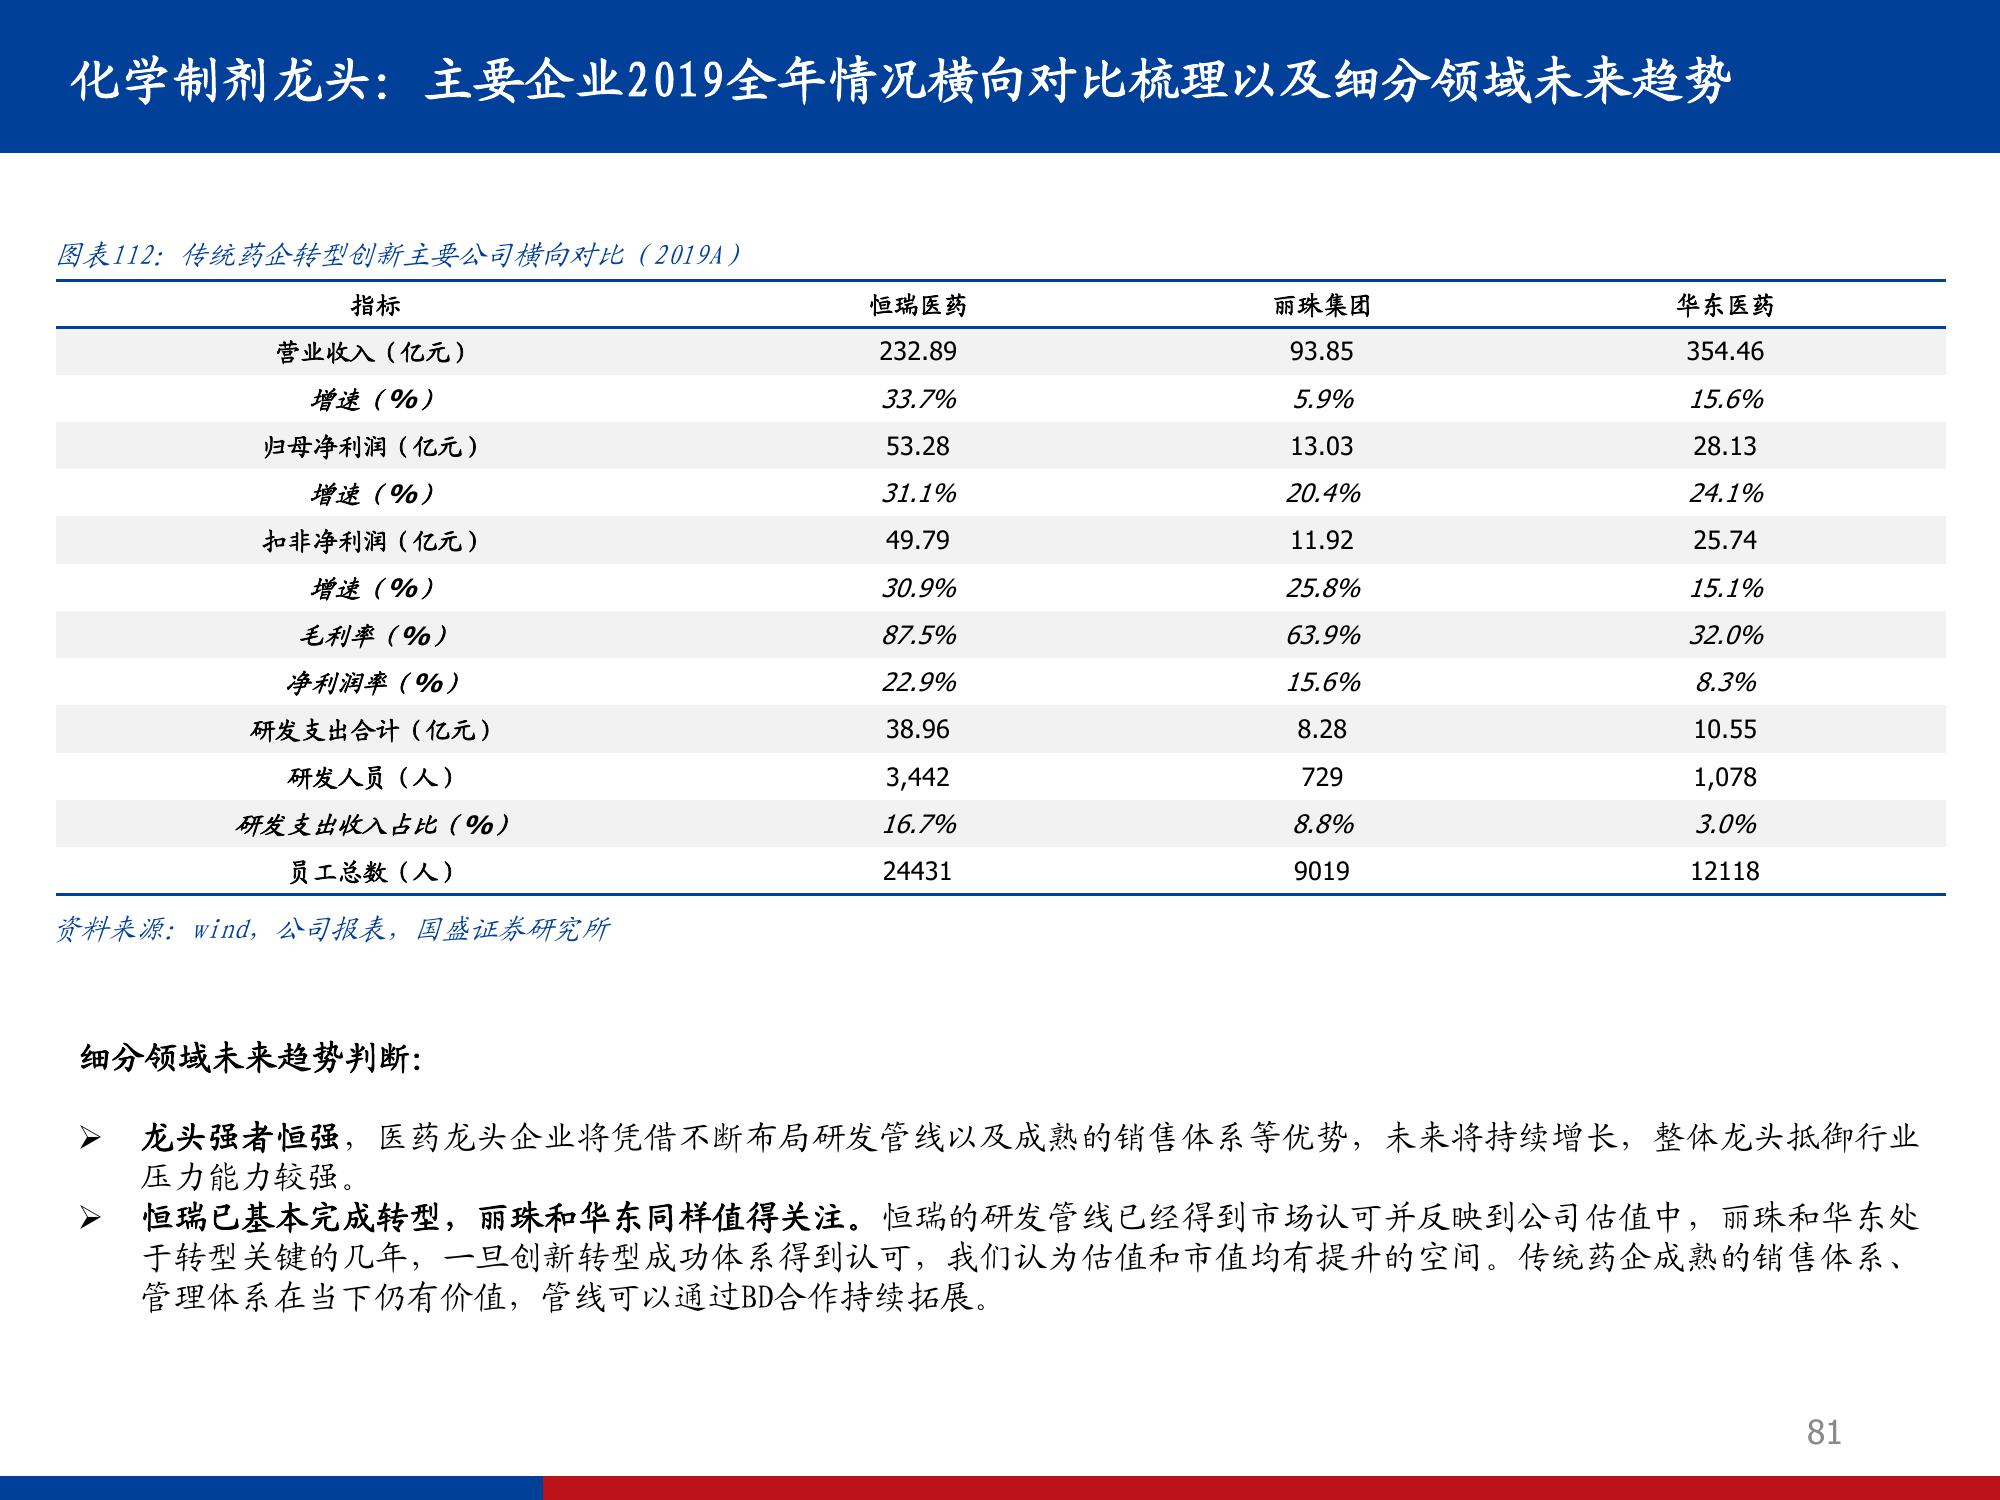 化学制剂龙头：主要企业2019全年情况横向对比梳理以及细分领域未来趋势
图表112：传统药企转型创新主要公司横向对比（2019A）
指标 恒瑞医药 丽珠集团 华东医药
营业收入（亿元） 232.89 93.85 354.46
增速（%） 33.7% 5.9% 15.6%
归母净利润（亿元） 53.28 13.03 28.13
增速（%） 31.1% 20.4% 24.1%
扣非净利润（亿元） 49.79 11.92 25.74
增速（%） 30.9% 25.8% 15.1%
毛利率（%） 87.5% 63.9% 32.0%
净利润率（%） 22.9% 15.6% 8.3%
研发支出合计（亿元） 38.96 8.28 10.55
研发人员（人） 3,442 729 1,078
研发支出收入占比（%） 16.7% 8.8% 3.0%
员工总数（人） 24431 9019 12118
资料来源：wind，公司报表，国盛证券研究所
细分领域未来趋势判断：
➢ 龙头强者恒强，医药龙头企业将凭借不断布局研发管线以及成熟的销售体系等优势，未来将持续增长，整体龙头抵御行业
压力能力较强。
➢ 恒瑞已基本完成转型，丽珠和华东同样值得关注。恒瑞的研发管线已经得到市场认可并反映到公司估值中，丽珠和华东处
于转型关键的几年，一旦创新转型成功体系得到认可，我们认为估值和市值均有提升的空间。传统药企成熟的销售体系、
管理体系在当下仍有价值，管线可以通过BD合作持续拓展。
81